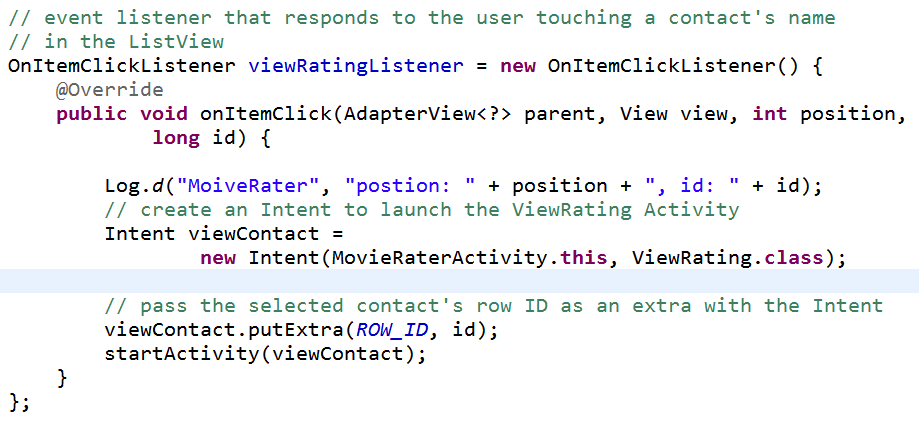 // event listener that responds to the user touching a contact's name
// in the ListView
OnItemClickListener viewRatingListener = new OnItemClickListener() {
    @Override
    public void onItemClick(AdapterView<?> parent, View view, int position,
            long id) {
        Log.d("MoiveRater", "postion: " + position + ", id: " + id);
        // create an Intent to launch the ViewRating Activity
        Intent viewContact =
                new Intent(MovieRaterActivity.this, ViewRating.class);
        // pass the selected contact's row ID as an extra with the Intent
        viewContact.putExtra(ROW_ID, id);
        startActivity(viewContact);
    }
};